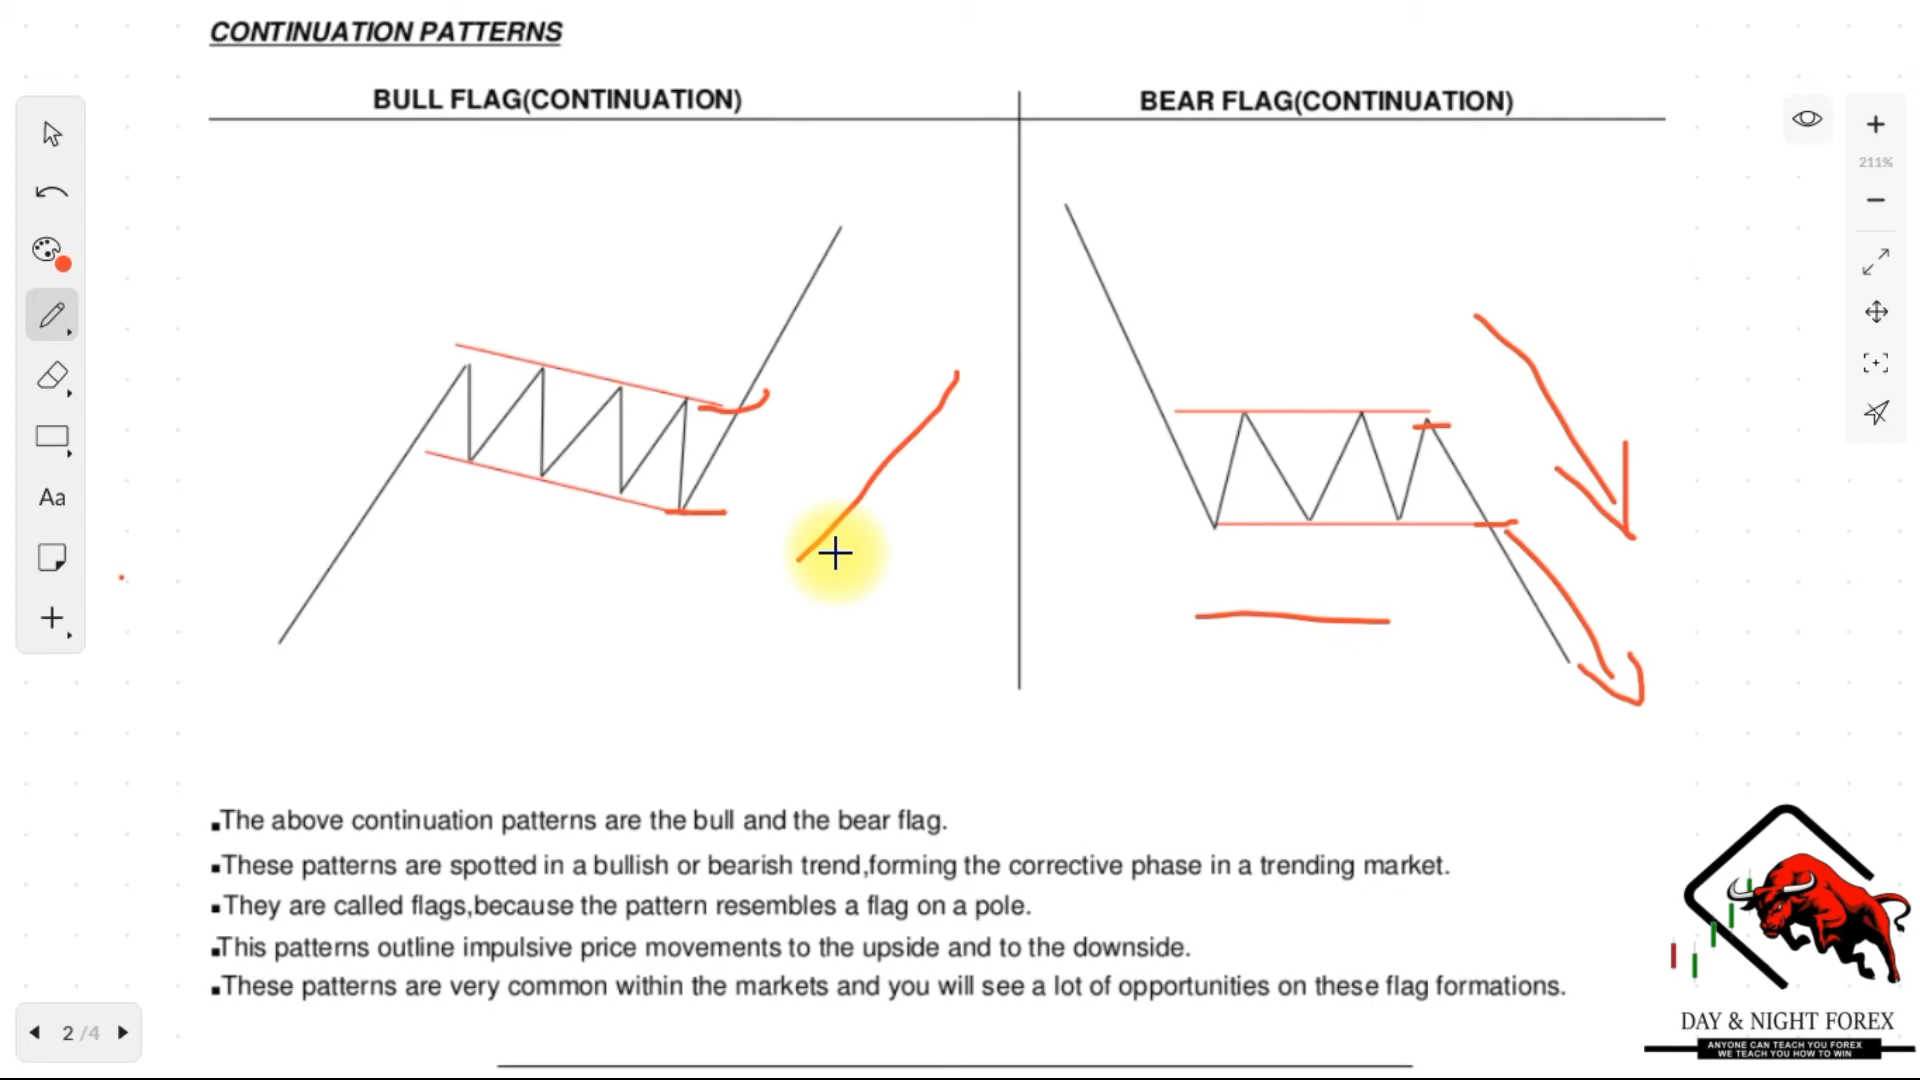 CONTINUATION PATTERNS
BULL FLAG(CONTINUATION)
BEAR FLAG(CONTINUATION)
211%
Aa
▪The above continuation patterns are the bull and the bear flag.
▪These patterns are spotted in a bullish or bearish trend,forming the corrective phase in a trending market.
▪They are called flags,because the pattern resembles a flag on a pole.
▪This patterns outline impulsive price movements to the upside and to the downside.
▪These patterns are very common within the markets and you will see a lot of opportunities on these flag formations.
2 /4
DAY & NIGHT FOREX
ANYONE CAN TEACH YOU FOREX
WE TEACH YOU HOW TO WIN